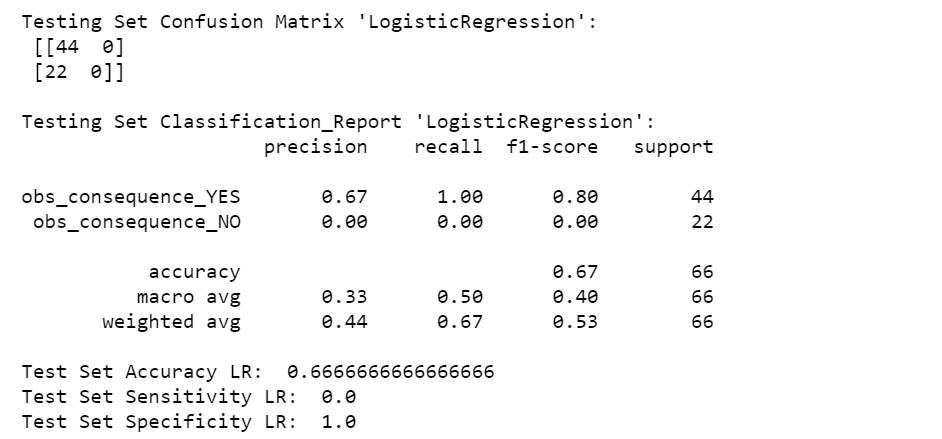 Testing Set Confusion Matrix 'LogisticRegression':
[[44  0]
[22  0]]
Testing Set Classification_Report 'LogisticRegression':
precision    recall  f1-score   support
obs_consequence_YES       0.67      1.00      0.80        44
obs_consequence_NO       0.00      0.00      0.00        22
accuracy                           0.67        66
macro avg       0.33      0.50      0.40        66
weighted avg       0.44      0.67      0.53        66
Test Set Accuracy LR:  0.6666666666666666
Test Set Sensitivity LR:  0.0
Test Set Specificity LR:  1.0